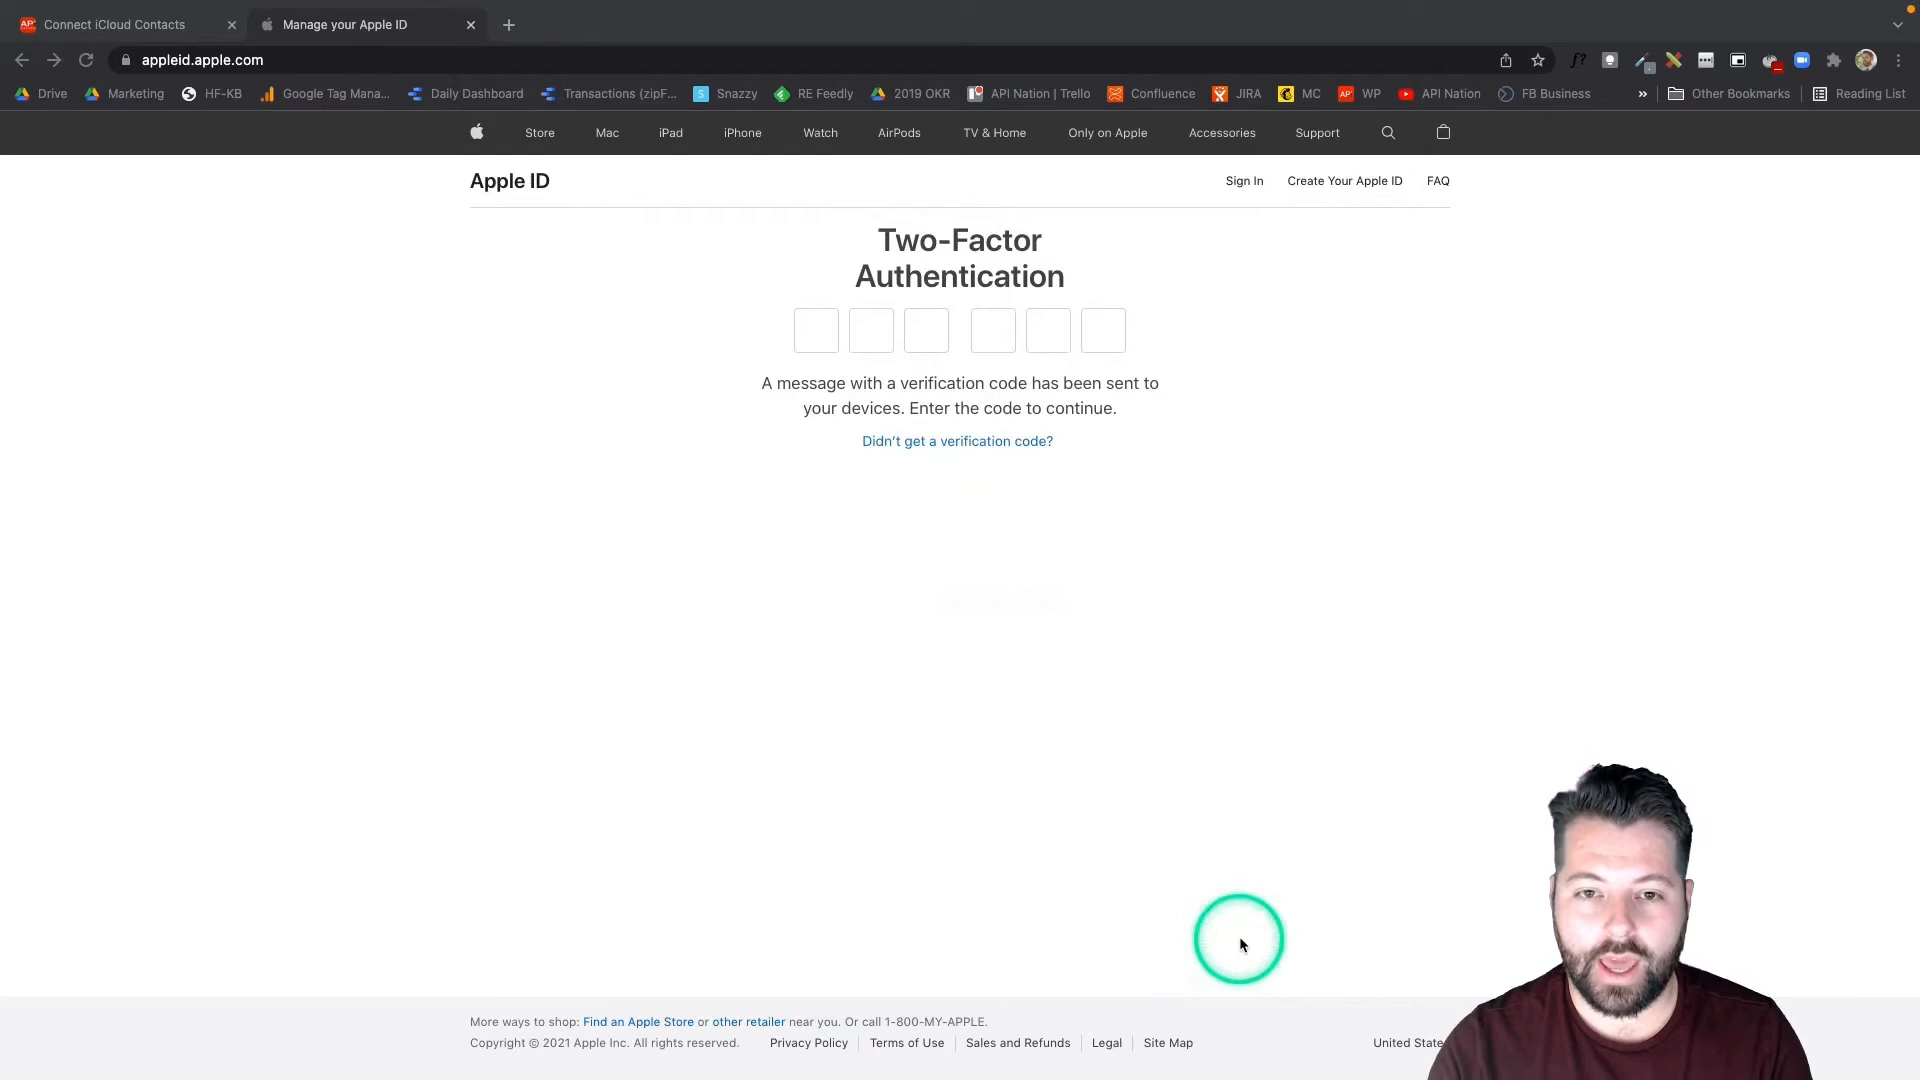 Connect iCloud Contacts
Manage your Apple ID
appleid.apple.com
Drive Marketing HF-KB Google Tag Mana... Daily Dashboard Transactions (zipF... Snazzy RE Feedly 2019 OKR API Nation | Trello Confluence JIRA MC WP API Nation FB Business » Other Bookmarks Reading List
Store Mac iPad iPhone Watch AirPods TV & Home Only on Apple Accessories Support
Apple ID Sign In Create Your Apple ID FAQ
Two-Factor
Authentication
A message with a verification code has been sent to
your devices. Enter the code to continue.
Didn't get a verification code?
More ways to shop: Find an Apple Store or other retailer near you. Or call 1-800-MY-APPLE.
Copyright © 2021 Apple Inc. All rights reserved. Privacy Policy Terms of Use Sales and Refunds Legal Site Map United State